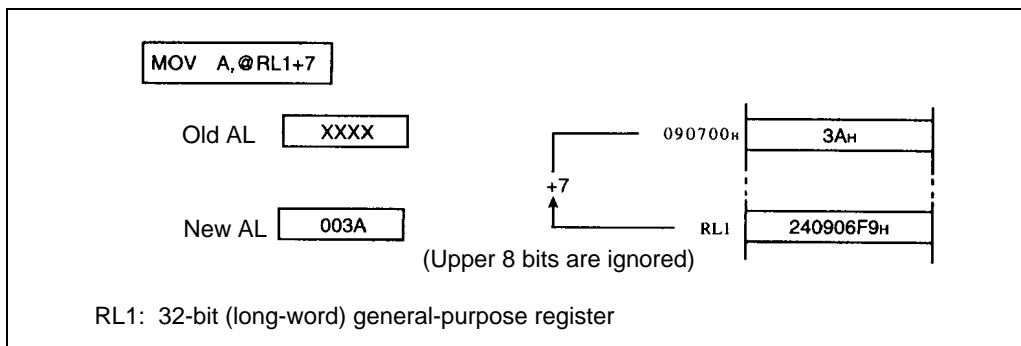 MOV A,@RL1+7
Old AL XXXX 090700H 3AH
+7
New AL 003A RL1 240906F9H
(Upper 8 bits are ignored)
RL1: 32-bit (long-word) general-purpose register